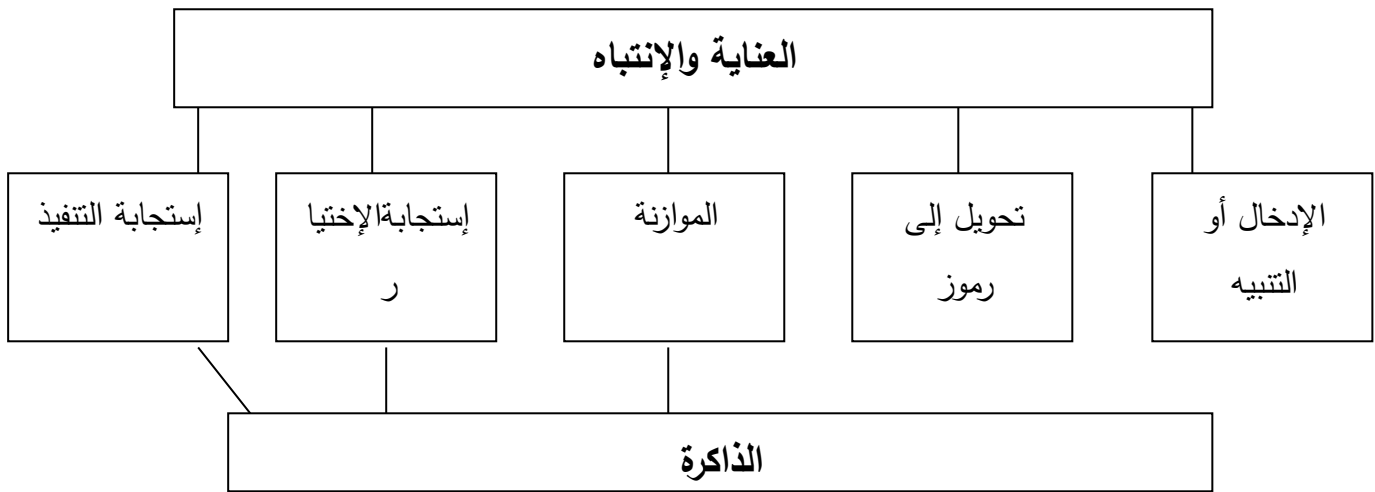 العناية والإنتباه
الإدخال أو
التنبيه
تحويل إلى
رموز
الموازنة
إستجابةالإختيا
ر
إستجابة التنفيذ
الذاكرة